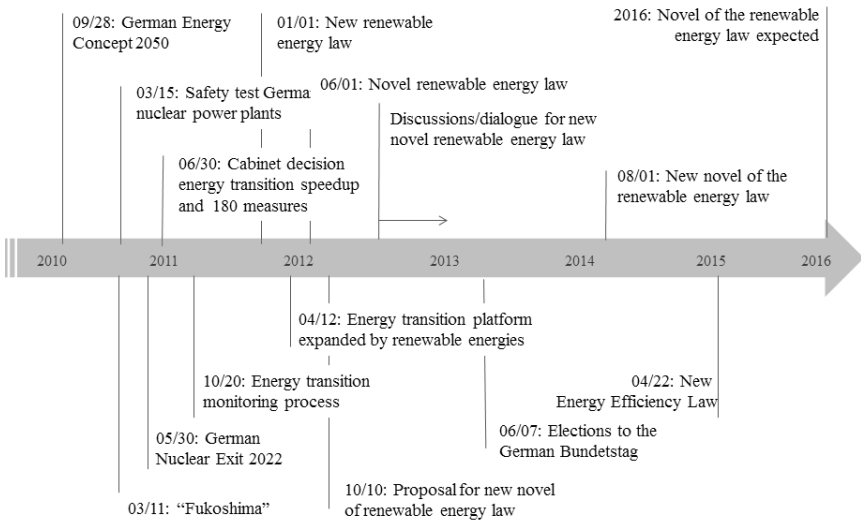 09/28: German Energy
Concept 2050
01/01: New renewable
energy law
2016: Novel of the renewable
energy law expected
03/15: Safety test Germa
nuclear power plants
06/01: Novel renewable energy law
Discussions/dialogue for new
novel renewable energy law
06/30: Cabinet decision
energy transition speedup
and 180 measures
08/01: New novel of the
renewable energy law
2010 2011 2012 2013 2014 2015 2016
04/12: Energy transition platform
expanded by renewable energies
10/20: Energy transition
monitoring process
04/22: New
Energy Efficiency Law
05/30: German
Nuclear Exit 2022
06/07: Elections to the
German Bundetstag
03/11: “Fukoshima”
10/10: Proposal for new novel
of renewable energy law